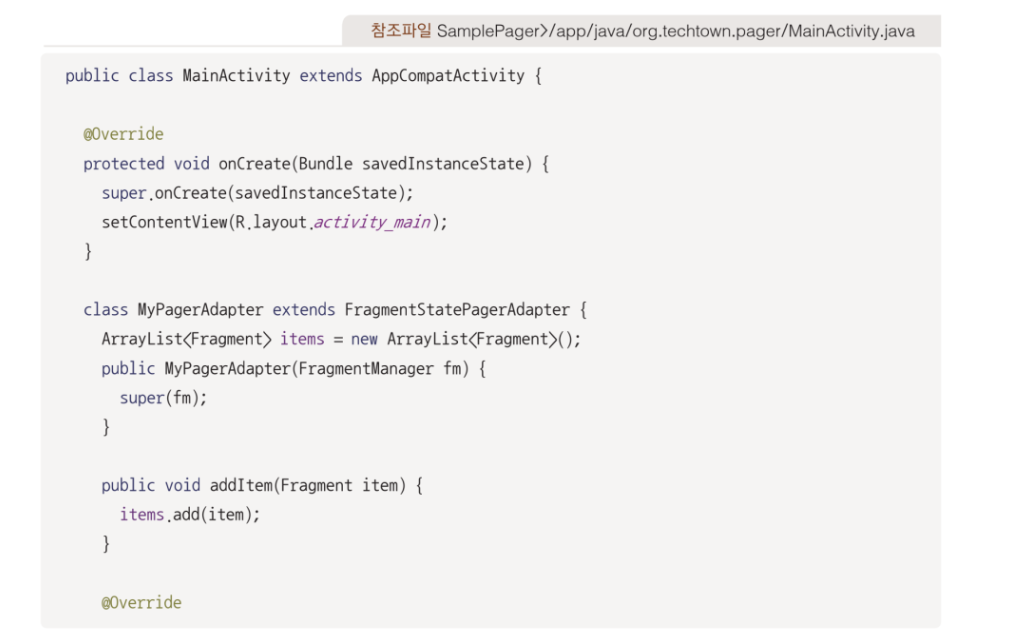 참조파일 SamplePager>/app/java/org.techtown.pager/MainActivity.java
public class MainActivity extends AppCompatActivity {
@Override
protected void onCreate(Bundle savedInstanceState) {
super.onCreate(savedInstanceState);
setContentView(R.layout.activity_main);
}
class MyPagerAdapter extends FragmentStatePagerAdapter {
ArrayList<Fragment> items = new ArrayList<Fragment>();
public MyPagerAdapter(FragmentManager fm) {
super(fm);
}
public void addItem(Fragment item) {
items.add(item);
}
@Override